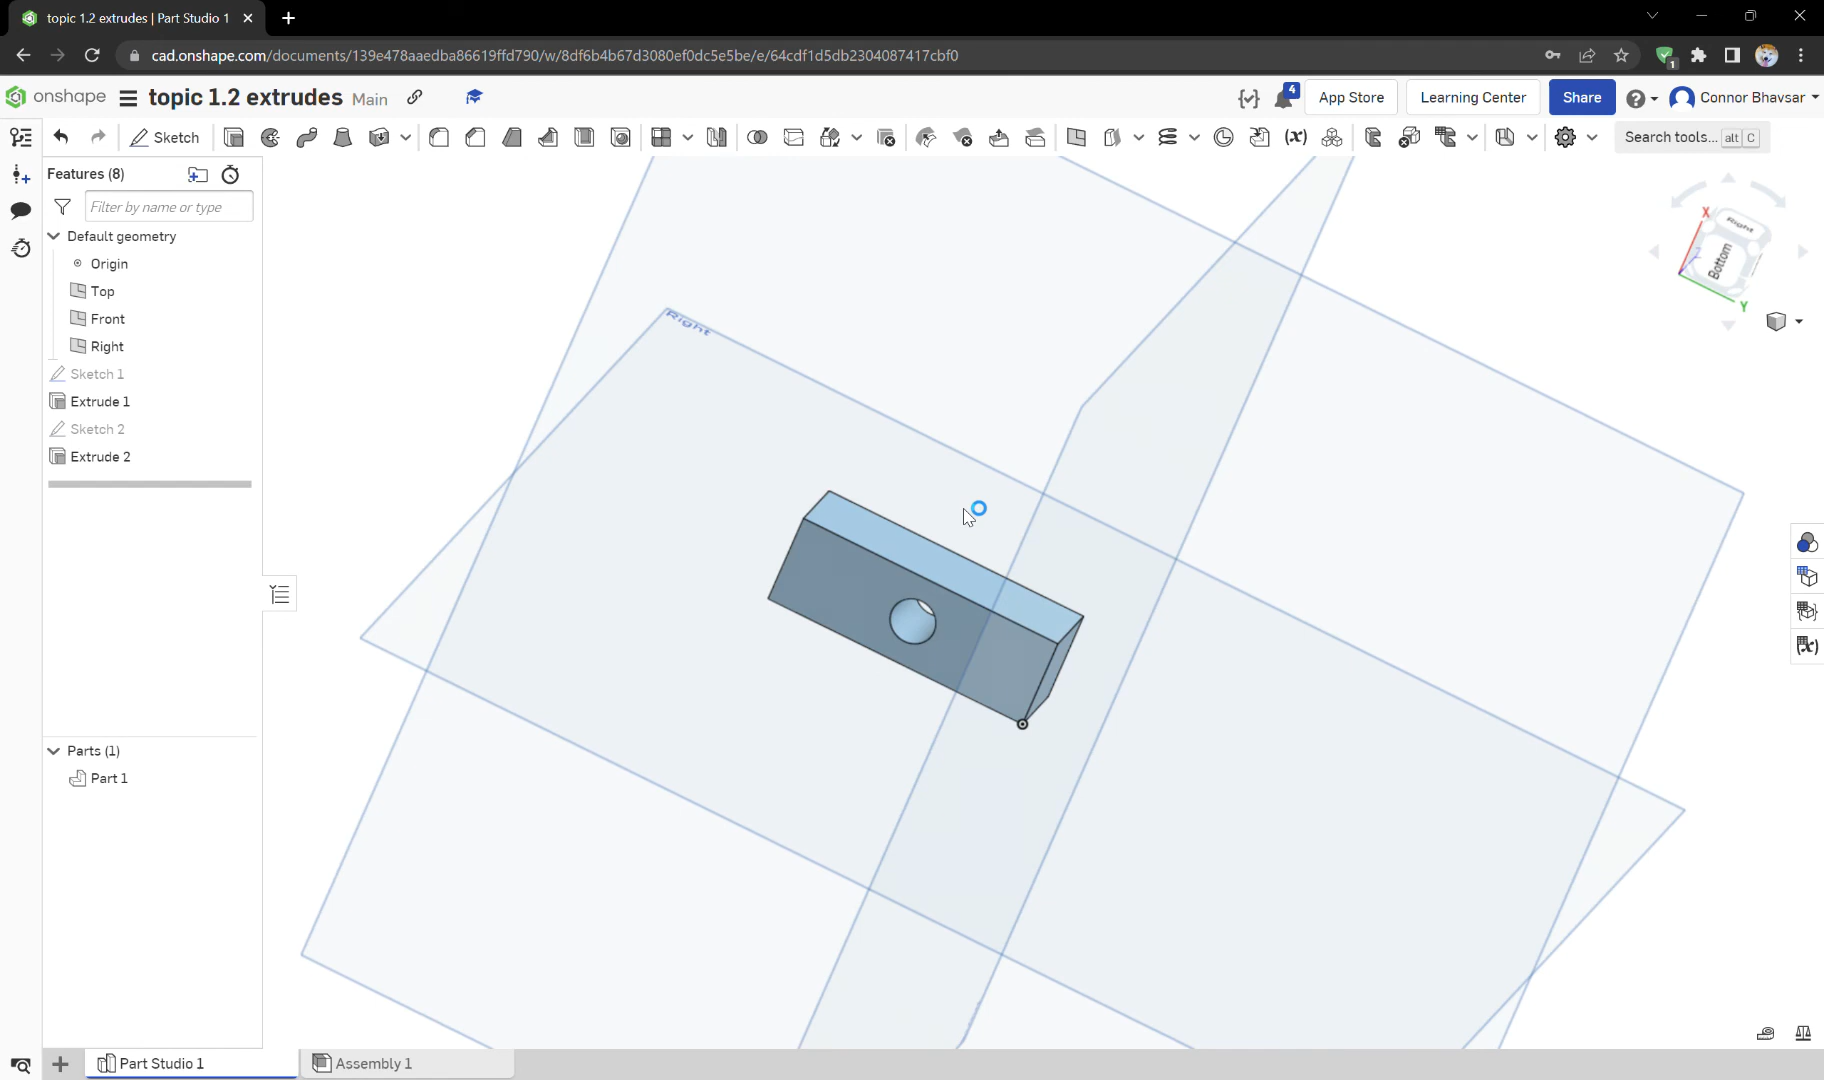 topic 1.2 extrudes | Part Studio 1
cad.onshape.com/documents/139e478aaedba86619ffd790/w/8df6b4b67d3080ef0dc5e5be/e/64cdf1d5db2304087417cbf0
1
onshape topic 1.2 extrudes Main
4 App Store Learning Center Share Connor Bhavsar
Sketch (x) Search tools... alt C
Features (8)
Filter by name or type
Default geometry
Origin
Top
Front
Right
Sketch 1
Extrude 1
Sketch 2
Extrude 2
Parts (1)
Part 1
Right
X
Right
Z
Bottom
Y
(x)
Part Studio 1
Assembly 1